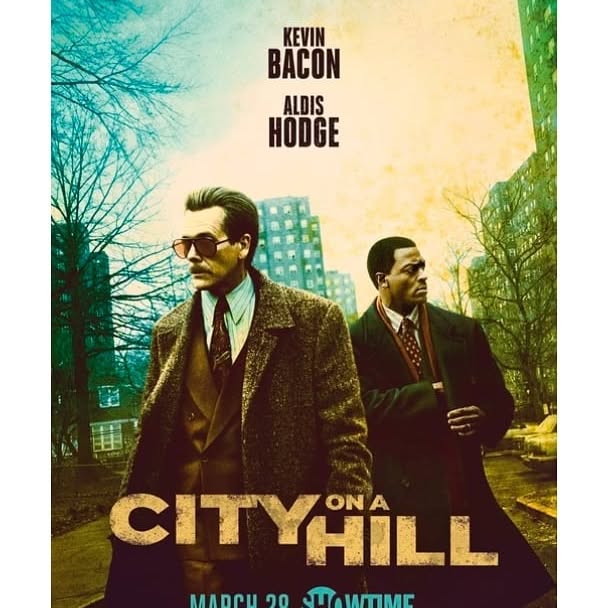 KEVIN
BACON
ALDIS
HODGE
CITY ON A HILL
MARCH 28 SHOWTIME